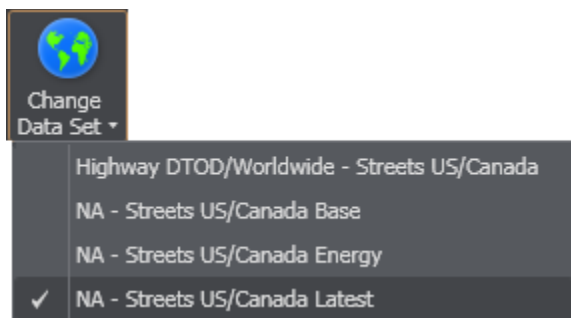 Change
Data Set
Highway DTOD/Worldwide - Streets US/Canada
NA - Streets US/Canada Base
NA - Streets US/Canada Energy
NA - Streets US/Canada Latest